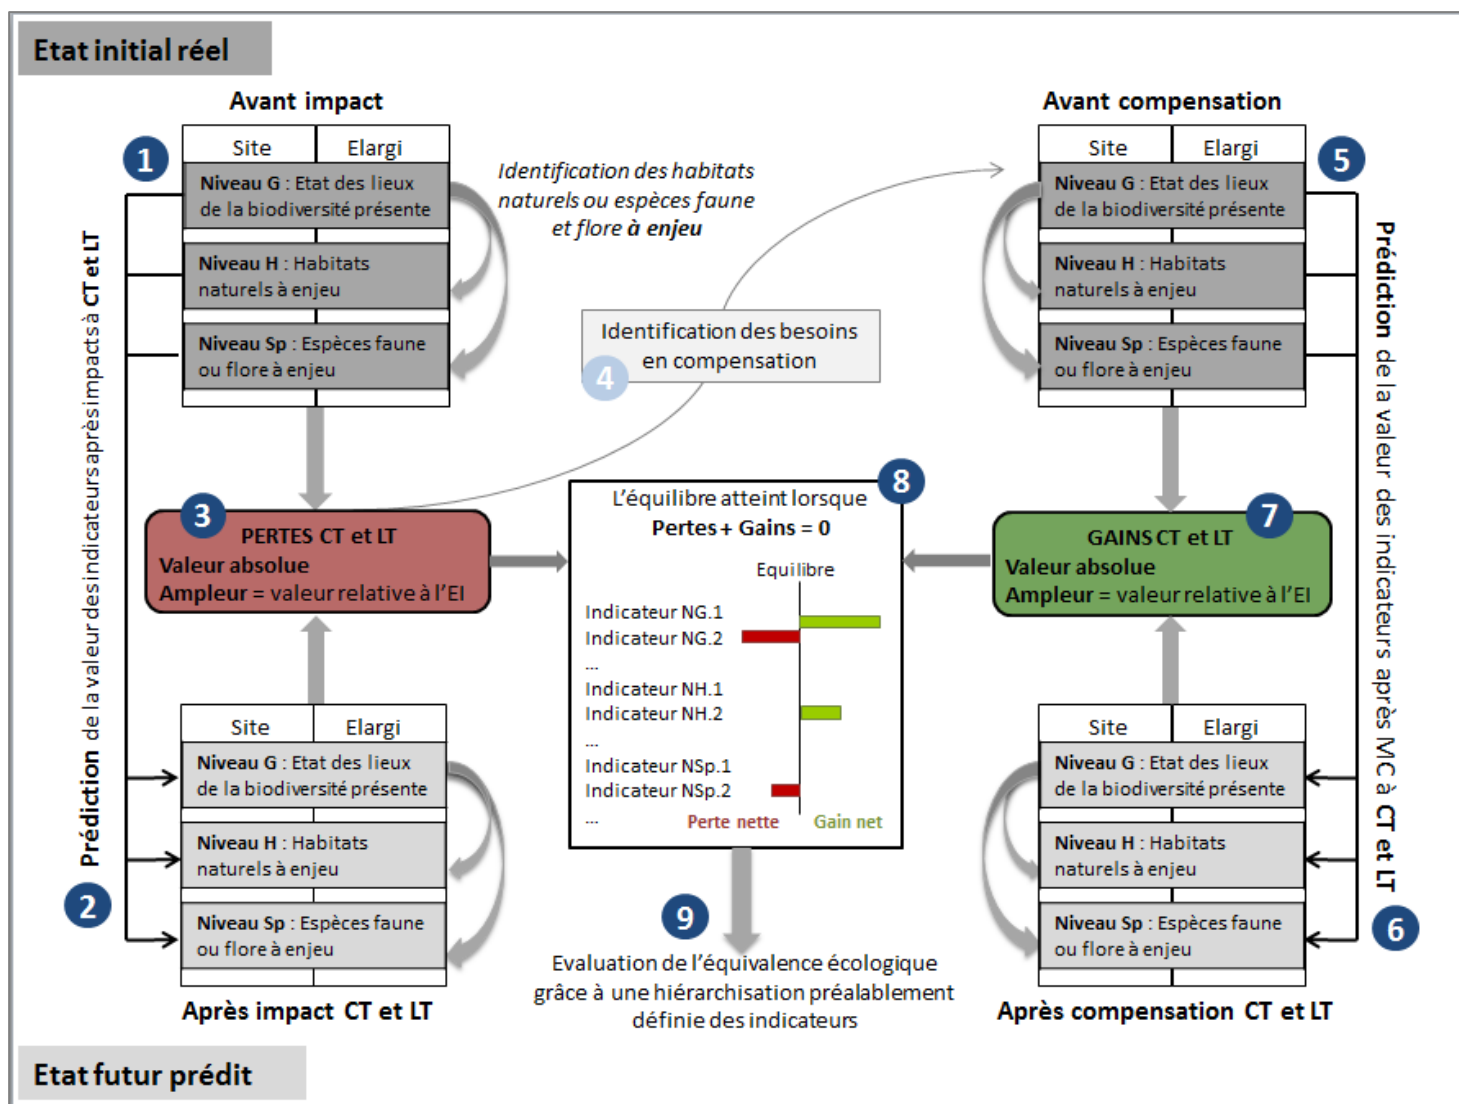 Etat initial réel
Avant impact
Site
Elargi
1
Niveau G : Etat des lieux
de la biodiversité présente
Niveau H : Habitats
naturels à enjeu
Niveau Sp : Espèces faune
ou flore à enjeu
Identification des habitats
naturels ou espèces faune
et flore à enjeu
Avant compensation
Site
Elargi
5
Niveau G : Etat des lieux
de la biodiversité présente
Niveau H : Habitats
naturels à enjeu
Niveau Sp : Espèces faune
ou flore à enjeu
Identification des besoins
en compensation
4
Prédiction de la valeur des indicateurs après impacts à CT et LT
2
3
PERTES CT et LT
Valeur absolue
Ampleur = valeur relative à l'EI
8
L'équilibre atteint lorsque
Pertes + Gains = 0
Equilibre
Indicateur NG.1
Indicateur NG.2
...
Indicateur NH.1
Indicateur NH.2
...
Indicateur NSp.1
Indicateur NSp.2
...
Perte nette
Gain net
7
GAINS CT et LT
Valeur absolue
Ampleur = valeur relative à l'EI
Prédiction de la valeur des indicateurs après MC à CT et LT
6
Site
Elargi
Niveau G : Etat des lieux
de la biodiversité présente
Niveau H : Habitats
naturels à enjeu
Niveau Sp : Espèces faune
ou flore à enjeu
Après impact CT et LT
9
Evaluation de l'équivalence écologique
grâce à une hiérarchisation préalablement
définie des indicateurs
Site
Elargi
Niveau G : Etat des lieux
de la biodiversité présente
Niveau H : Habitats
naturels à enjeu
Niveau Sp : Espèces faune
ou flore à enjeu
Après compensation CT et LT
Etat futur prédit